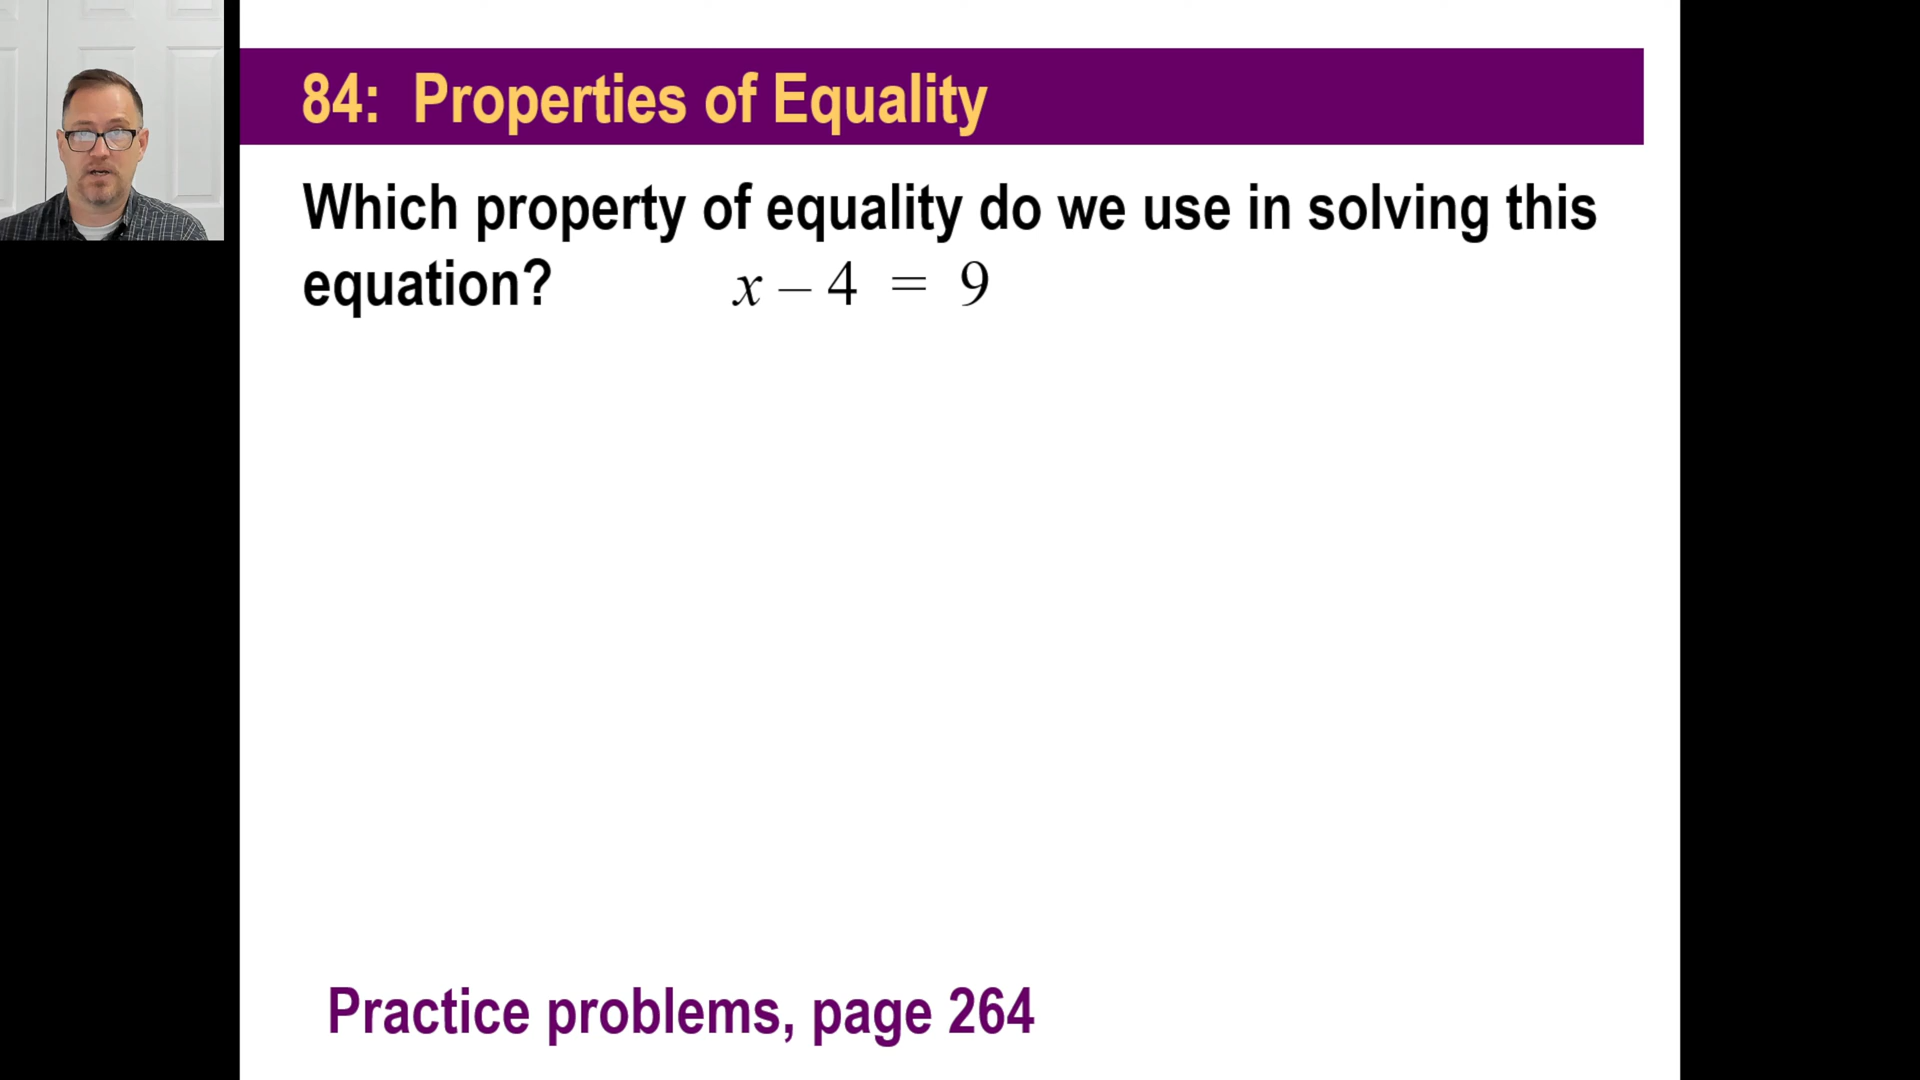 84: Properties of Equality
Which property of equality do we use in solving this
equation? x – 4 = 9
Practice problems, page 264